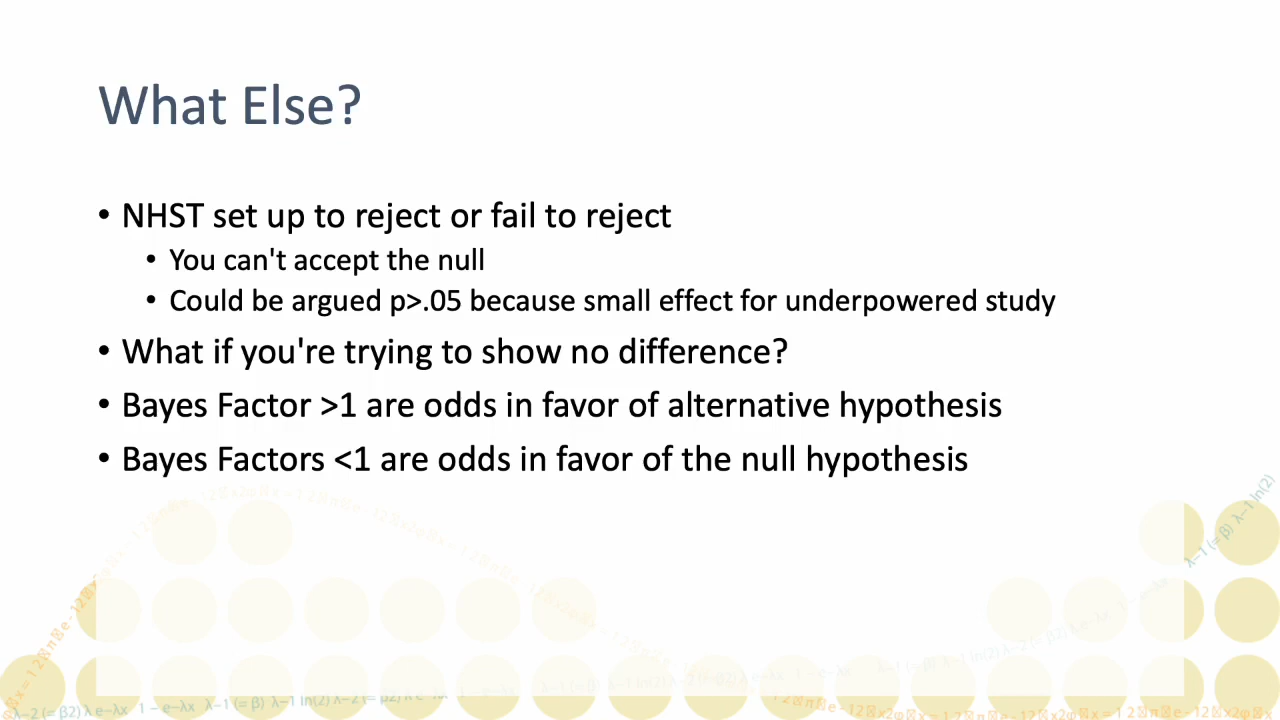 What Else?
• NHST set up to reject or fail to reject
• You can't accept the null
• Could be argued p>.05 because small effect for underpowered study
• What if you're trying to show no difference?
• Bayes Factor >1 are odds in favor of alternative hypothesis
• Bayes Factors <1 are odds in favor of the null hypothesis